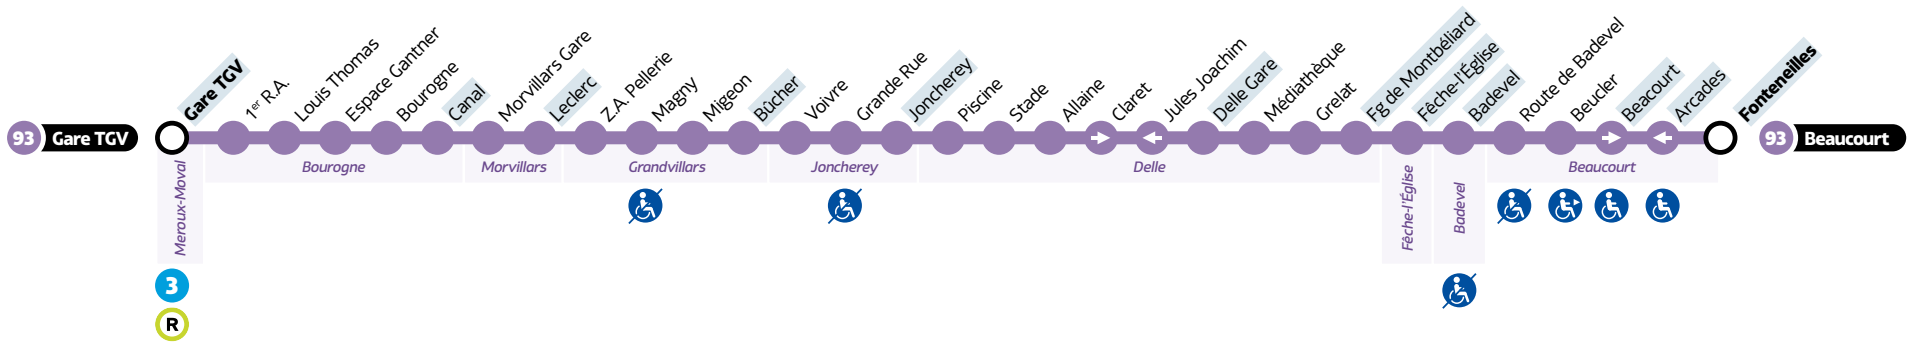 93 Gare TGV
Gare TGV
1er R.A.
Louis Thomas
Espace Gantner
Bourogne
Canal
Morvillars Gare
Leclerc
Z.A. Pellerie
Magny
Migeon
Bûcher
Voivre
Grande Rue
Joncherey
Piscine
Stade
Allaine
Claret
Jules Joachim
Delle Gare
Médiathèque
Grelat
Fg de Montbéliard
Fêche-l'Église
Badevel
Route de Badevel
Beucler
Beacourt
Arcades
Fonteneilles
93 Beaucourt
Meroux-Moval
Bourogne
Morvillars
Grandvillars
Joncherey
Delle
Fêche-l'Église
Badevel
Beaucourt
3
R